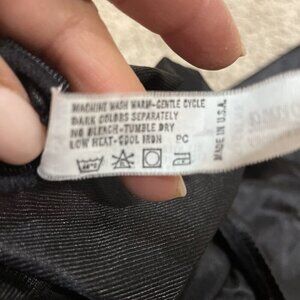 MACHINE WASH WARM-GENTLE CYCLE
DARK COLORS SEPARATELY
NO BLEACH-TUMBLE DRY
LOW HEAT-COOL IRON PC
MADE IN U.S.A.